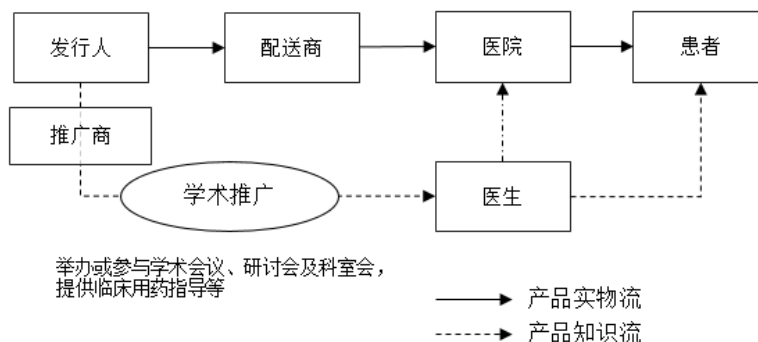 发行人
配送商
医院
患者
推广商
学术推广
医生
举办或参与学术会议、研讨会及科室会，
提供临床用药指导等
产品实物流
产品知识流